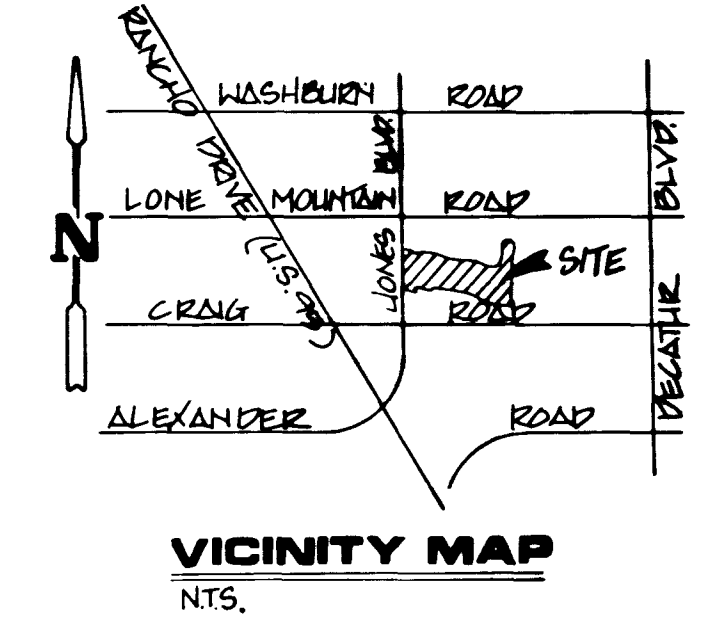 RANCHO DRIVE (U.S. 95)
WASHBURN ROAD
JONES BLVD.
DECATUR BLVD.
LONE MOUNTAIN ROAD
N
SITE
CRAIG ROAD
ALEXANDER ROAD
VICINITY MAP
N.T.S.